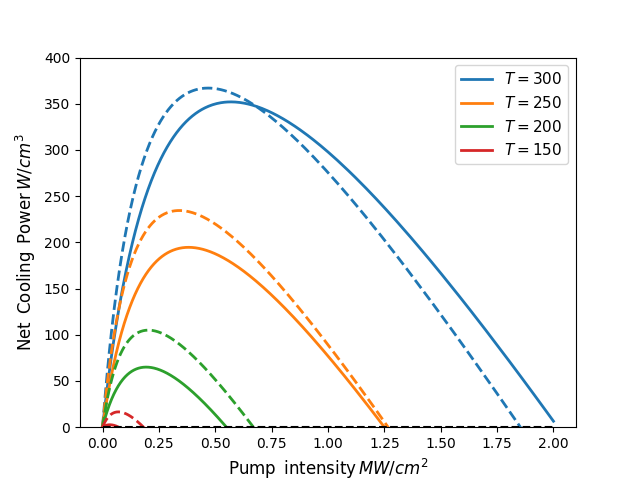 400
350
300
250
200
150
100
50
0
Net Cooling Power W/cm³
T = 300
T = 250
T = 200
T = 150
0.00 0.25 0.50 0.75 1.00 1.25 1.50 1.75 2.00
Pump intensity MW/cm²